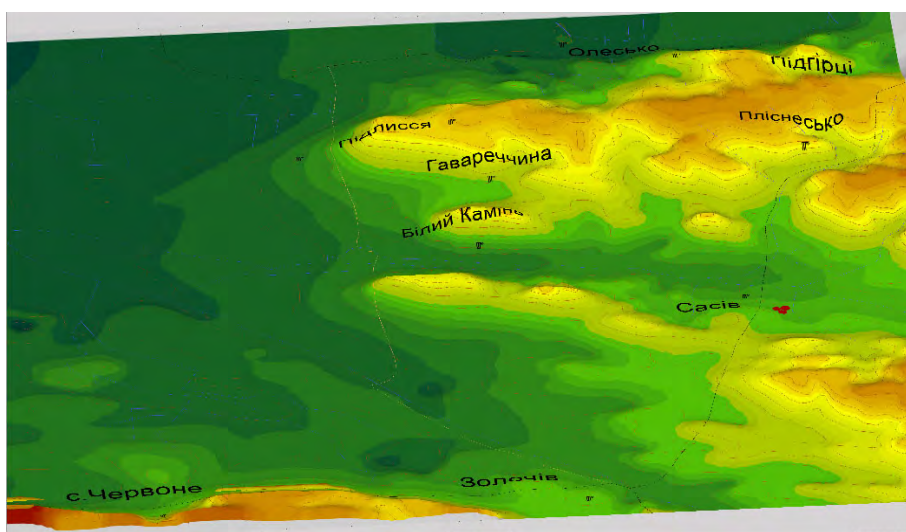 Олесько
Підгірці
Підлисся
Пліснесько
Гавареччина
Білий Камінь
Сасів
Золочів
с.Червоне